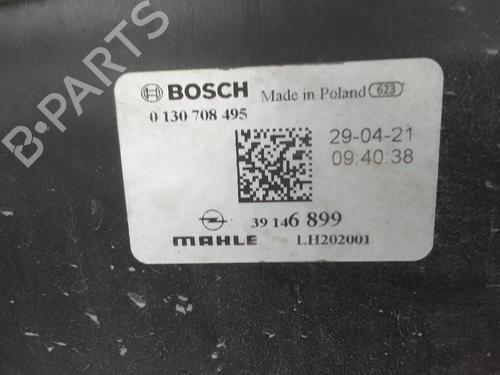 B-PARTS
BOSCH Made in Poland 623
0 130 708 495
29-04-21
09:40:38
39 146 899
MAHLE LH202001